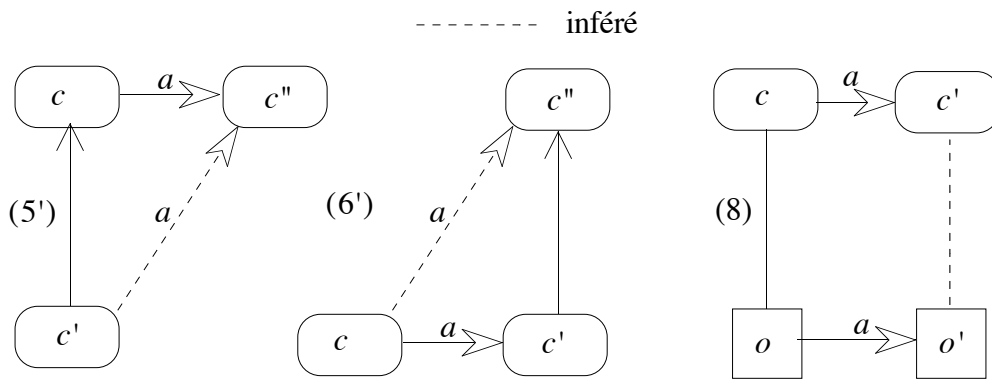 inféré
c a c"
c" 
c a c'
(5') a
(6') a
(8)
c'
c a c'
o a o'